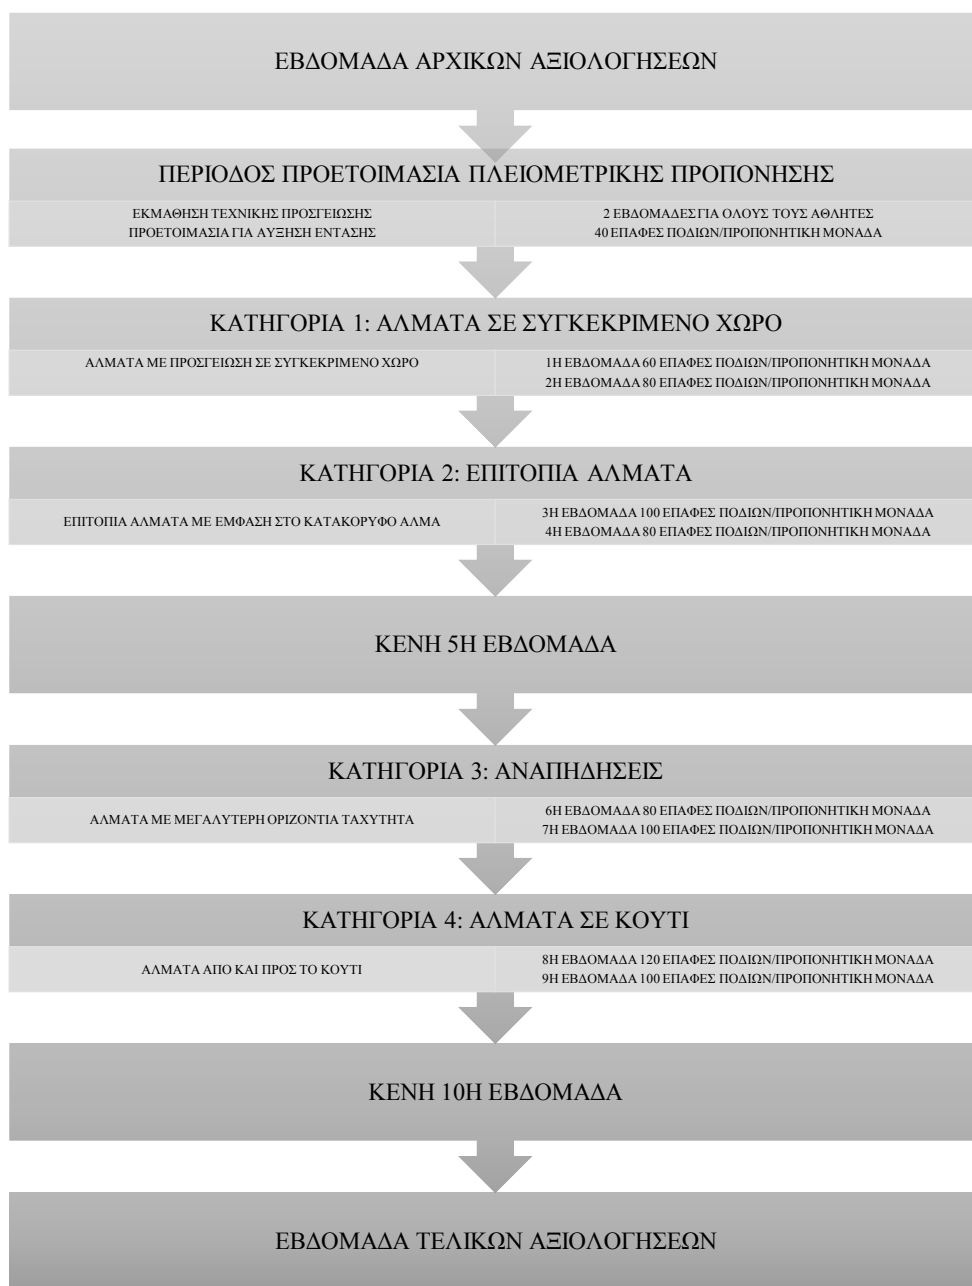 ΕΒΔΟΜΑΔΑ ΑΡΧΙΚΩΝ ΑΞΙΟΛΟΓΗΣΕΩΝ
ΠΕΡΙΟΔΟΣ ΠΡΟΕΤΟΙΜΑΣΙΑ ΠΛΕΙΟΜΕΤΡΙΚΗΣ ΠΡΟΠΟΝΗΣΗΣ
ΕΚΜΑΘΗΣΗ ΤΕΧΝΙΚΗΣ ΠΡΟΣΓΕΙΩΣΗΣ
ΠΡΟΕΤΟΙΜΑΣΙΑ ΓΙΑ ΑΥΞΗΣΗ ΕΝΤΑΣΗΣ
2 ΕΒΔΟΜΑΔΕΣ ΓΙΑ ΟΛΟΥΣ ΤΟΥΣ ΑΘΛΗΤΕΣ
40 ΕΠΑΦΕΣ ΠΟΔΙΩΝ/ΠΡΟΠΟΝΗΤΙΚΗ ΜΟΝΑΔΑ
ΚΑΤΗΓΟΡΙΑ 1: ΑΛΜΑΤΑ ΣΕ ΣΥΓΚΕΚΡΙΜΕΝΟ ΧΩΡΟ
ΑΛΜΑΤΑ ΜΕ ΠΡΟΣΓΕΙΩΣΗ ΣΕ ΣΥΓΚΕΚΡΙΜΕΝΟ ΧΩΡΟ
1Η ΕΒΔΟΜΑΔΑ 60 ΕΠΑΦΕΣ ΠΟΔΙΩΝ/ΠΡΟΠΟΝΗΤΙΚΗ ΜΟΝΑΔΑ
2Η ΕΒΔΟΜΑΔΑ 80 ΕΠΑΦΕΣ ΠΟΔΙΩΝ/ΠΡΟΠΟΝΗΤΙΚΗ ΜΟΝΑΔΑ
ΚΑΤΗΓΟΡΙΑ 2: ΕΠΙΤΟΠΙΑ ΑΛΜΑΤΑ
ΕΠΙΤΟΠΙΑ ΑΛΜΑΤΑ ΜΕ ΕΜΦΑΣΗ ΣΤΟ ΚΑΤΑΚΟΡΥΦΟ ΑΛΜΑ
3Η ΕΒΔΟΜΑΔΑ 100 ΕΠΑΦΕΣ ΠΟΔΙΩΝ/ΠΡΟΠΟΝΗΤΙΚΗ ΜΟΝΑΔΑ
4Η ΕΒΔΟΜΑΔΑ 80 ΕΠΑΦΕΣ ΠΟΔΙΩΝ/ΠΡΟΠΟΝΗΤΙΚΗ ΜΟΝΑΔΑ
ΚΕΝΗ 5Η ΕΒΔΟΜΑΔΑ
ΚΑΤΗΓΟΡΙΑ 3: ΑΝΑΠΗΔΗΣΕΙΣ
ΑΛΜΑΤΑ ΜΕ ΜΕΓΑΛΥΤΕΡΗ ΟΡΙΖΟΝΤΙΑ ΤΑΧΥΤΗΤΑ
6Η ΕΒΔΟΜΑΔΑ 80 ΕΠΑΦΕΣ ΠΟΔΙΩΝ/ΠΡΟΠΟΝΗΤΙΚΗ ΜΟΝΑΔΑ
7Η ΕΒΔΟΜΑΔΑ 100 ΕΠΑΦΕΣ ΠΟΔΙΩΝ/ΠΡΟΠΟΝΗΤΙΚΗ ΜΟΝΑΔΑ
ΚΑΤΗΓΟΡΙΑ 4: ΑΛΜΑΤΑ ΣΕ ΚΟΥΤΙ
ΑΛΜΑΤΑ ΑΠΟ ΚΑΙ ΠΡΟΣ ΤΟ ΚΟΥΤΙ
8Η ΕΒΔΟΜΑΔΑ 120 ΕΠΑΦΕΣ ΠΟΔΙΩΝ/ΠΡΟΠΟΝΗΤΙΚΗ ΜΟΝΑΔΑ
9Η ΕΒΔΟΜΑΔΑ 100 ΕΠΑΦΕΣ ΠΟΔΙΩΝ/ΠΡΟΠΟΝΗΤΙΚΗ ΜΟΝΑΔΑ
ΚΕΝΗ 10Η ΕΒΔΟΜΑΔΑ
ΕΒΔΟΜΑΔΑ ΤΕΛΙΚΩΝ ΑΞΙΟΛΟΓΗΣΕΩΝ